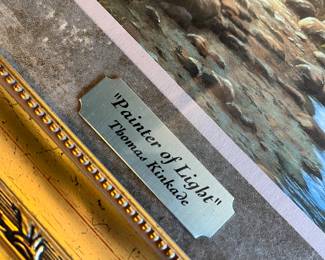 "Painter of Light"
Thomas Kinkade